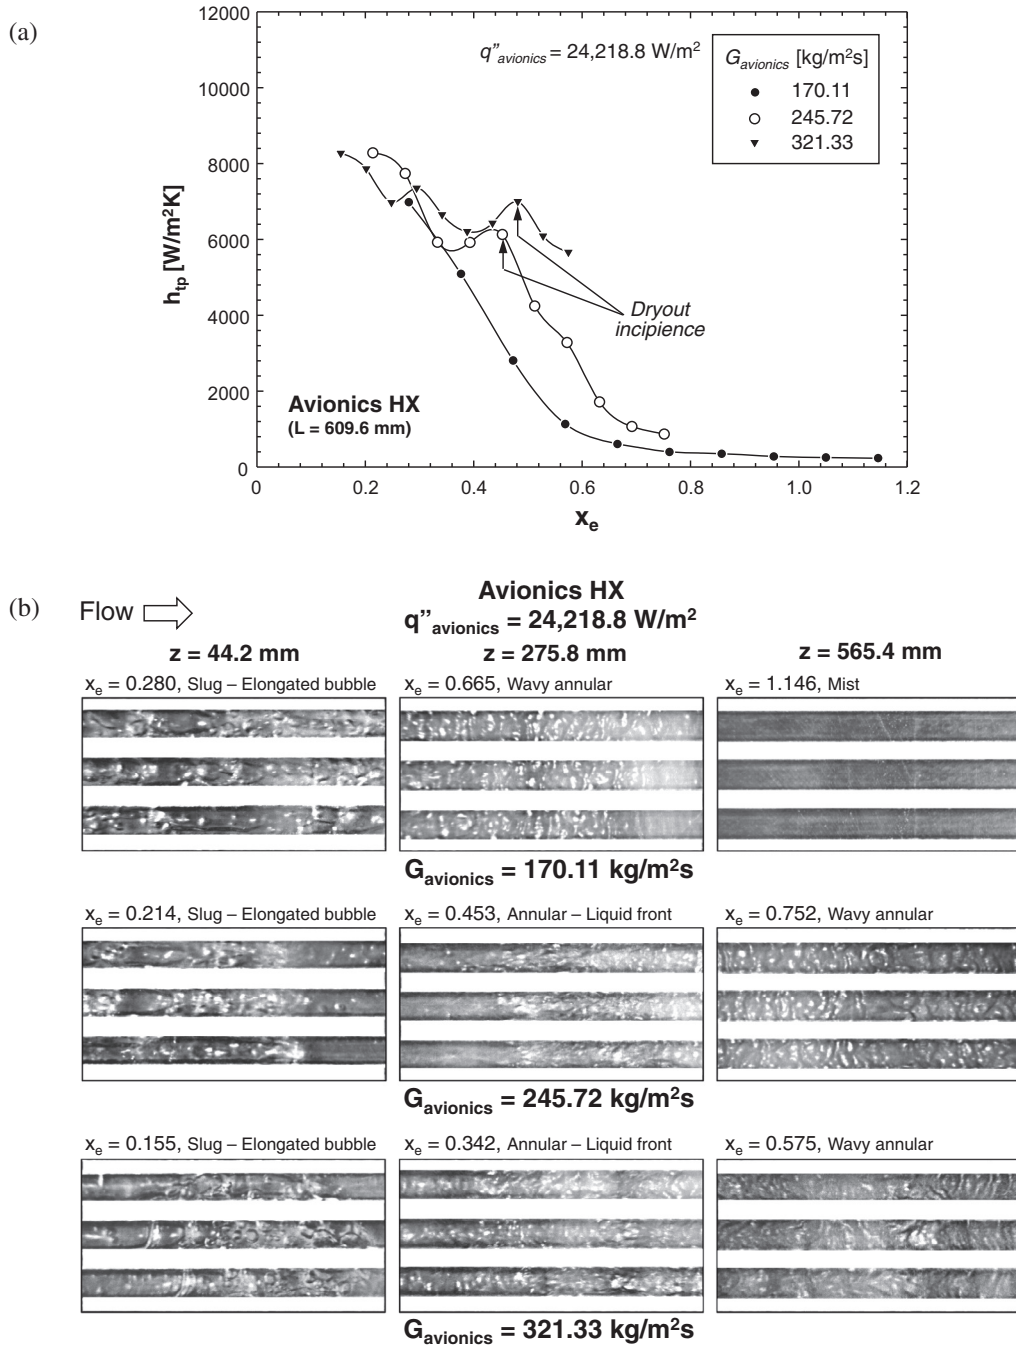 (a)
12000
10000
8000
6000
4000
2000
0
h_tp [W/m²K]
q"_avionics = 24,218.8 W/m²
G_avionics [kg/m²s]
170.11
245.72
321.33
Dryout
incipience
Avionics HX
(L = 609.6 mm)
0 0.2 0.4 0.6 0.8 1.0 1.2
x_e
(b)
Flow
Avionics HX
q"_avionics = 24,218.8 W/m²
z = 44.2 mm z = 275.8 mm z = 565.4 mm
x_e = 0.280, Slug – Elongated bubble x_e = 0.665, Wavy annular x_e = 1.146, Mist
G_avionics = 170.11 kg/m²s
x_e = 0.214, Slug – Elongated bubble x_e = 0.453, Annular – Liquid front x_e = 0.752, Wavy annular
G_avionics = 245.72 kg/m²s
x_e = 0.155, Slug – Elongated bubble x_e = 0.342, Annular – Liquid front x_e = 0.575, Wavy annular
G_avionics = 321.33 kg/m²s